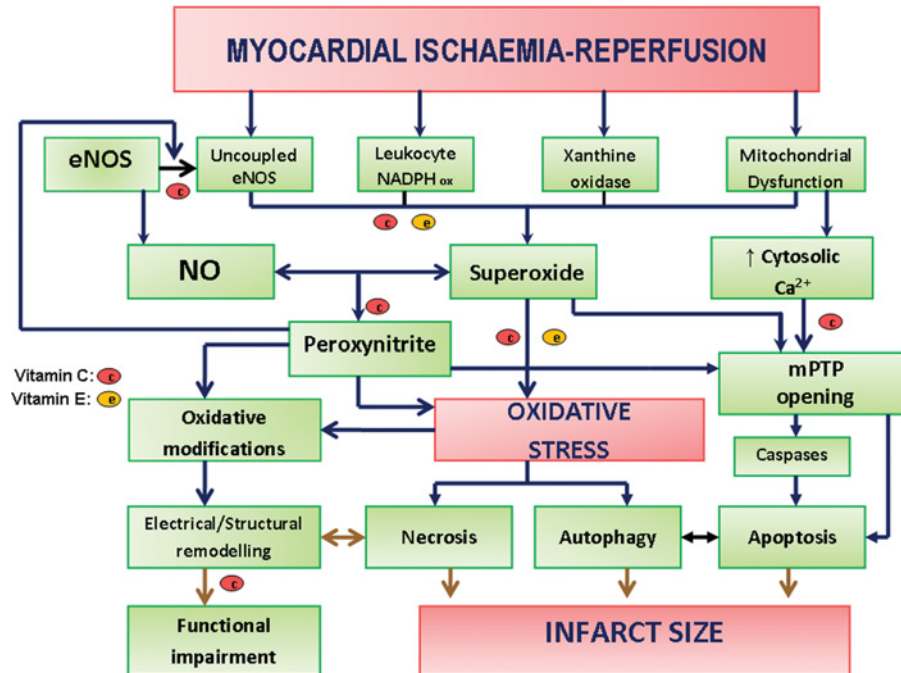 MYOCARDIAL ISCHAEMIA-REPERFUSION
eNOS
Uncoupled
eNOS
Leukocyte
NADPH ox
Xanthine
oxidase
Mitochondrial
Dysfunction
c
c
e
NO
Superoxide
↑ Cytosolic
Ca²⁺
c
c
Peroxynitrite
c
e
mPTP
opening
Vitamin C: c
Vitamin E: e
Oxidative
modifications
OXIDATIVE
STRESS
Caspases
Electrical/Structural
remodelling
Necrosis
Autophagy
Apoptosis
c
Functional
impairment
INFARCT SIZE